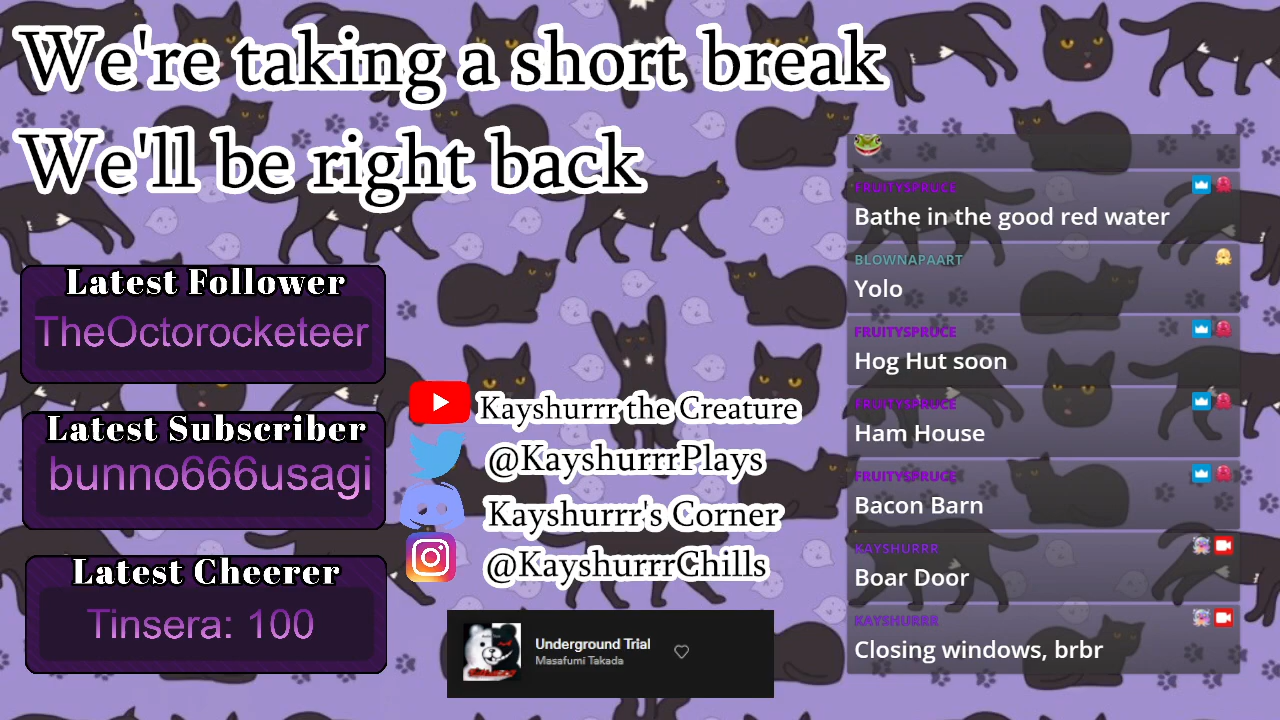 We're taking a short break
We'll be right back
Latest Follower
TheOctorocketeer
Latest Subscriber
bunno666usagi
Latest Cheerer
Tinsera: 100
Kayshurrr the Creature
@KayshurrrPlays
Kayshurrr's Corner
@KayshurrrChills
Underground Trial
Masafumi Takada
FRUITYSPRUCE
Bathe in the good red water
BLOWNAPAART
Yolo
FRUITYSPRUCE
Hog Hut soon
FRUITYSPRUCE
Ham House
FRUITYSPRUCE
Bacon Barn
KAYSHURRR
Boar Door
KAYSHURRR
Closing windows, brbr